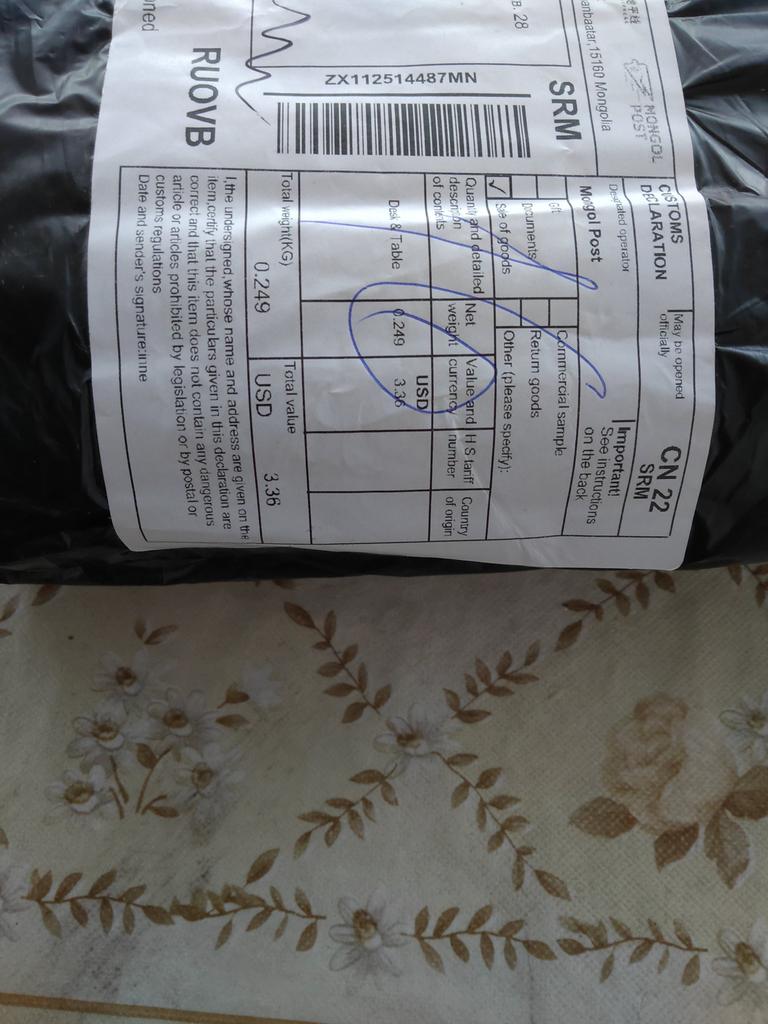 MONGOL
POST
15160 Mongolia
SRM
ZX112514487MN
RUOVB
CUSTOMS
DECLARATION
May be opened
officially
CN 22
SRM
Designated operator
Mongol Post
Important!
See instructions
on the back
Gift
Commercial sample
Documents
Return goods
✓ Sale of goods
Other (please specify):
Quantity and detailed
description
of contents
Net
weight
Value and
currency
H S tariff
number
Country
of origin
USD
Desk & Table 0.249 3.36
Total weight(KG) Total value
0.249 USD 3.36
I,the undersigned,whose name and address are given on the
item,certify that the particulars given in this declaration are
correct and that this item does not contain any dangerous
article or articles prohibited by legislation or by postal or
customs regulations
Date and sender's signature:inne